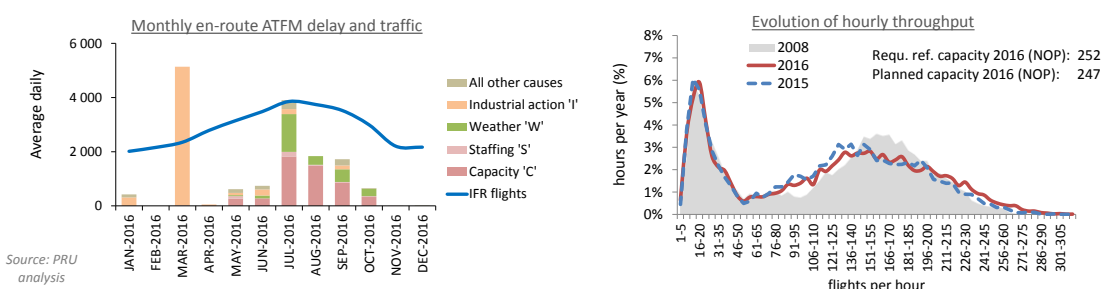 Monthly en-route ATFM delay and traffic
Average daily
6 000
4 000
2 000
0
JAN-2016
FEB-2016
MAR-2016
APR-2016
MAY-2016
JUN-2016
JUL-2016
AUG-2016
SEP-2016
OCT-2016
NOV-2016
DEC-2016
All other causes
Industrial action 'I'
Weather 'W'
Staffing 'S'
Capacity 'C'
IFR flights
Source: PRU
analysis
Evolution of hourly throughput
hours per year (%)
8%
7%
6%
5%
4%
3%
2%
1%
0%
2008
2016
2015
Requ. ref. capacity 2016 (NOP): 252
Planned capacity 2016 (NOP): 247
1-5
16-20
31-35
46-50
61-65
76-80
91-95
106-110
121-125
136-140
151-155
166-170
181-185
196-200
211-215
226-230
241-245
256-260
271-275
286-290
301-305
flights per hour